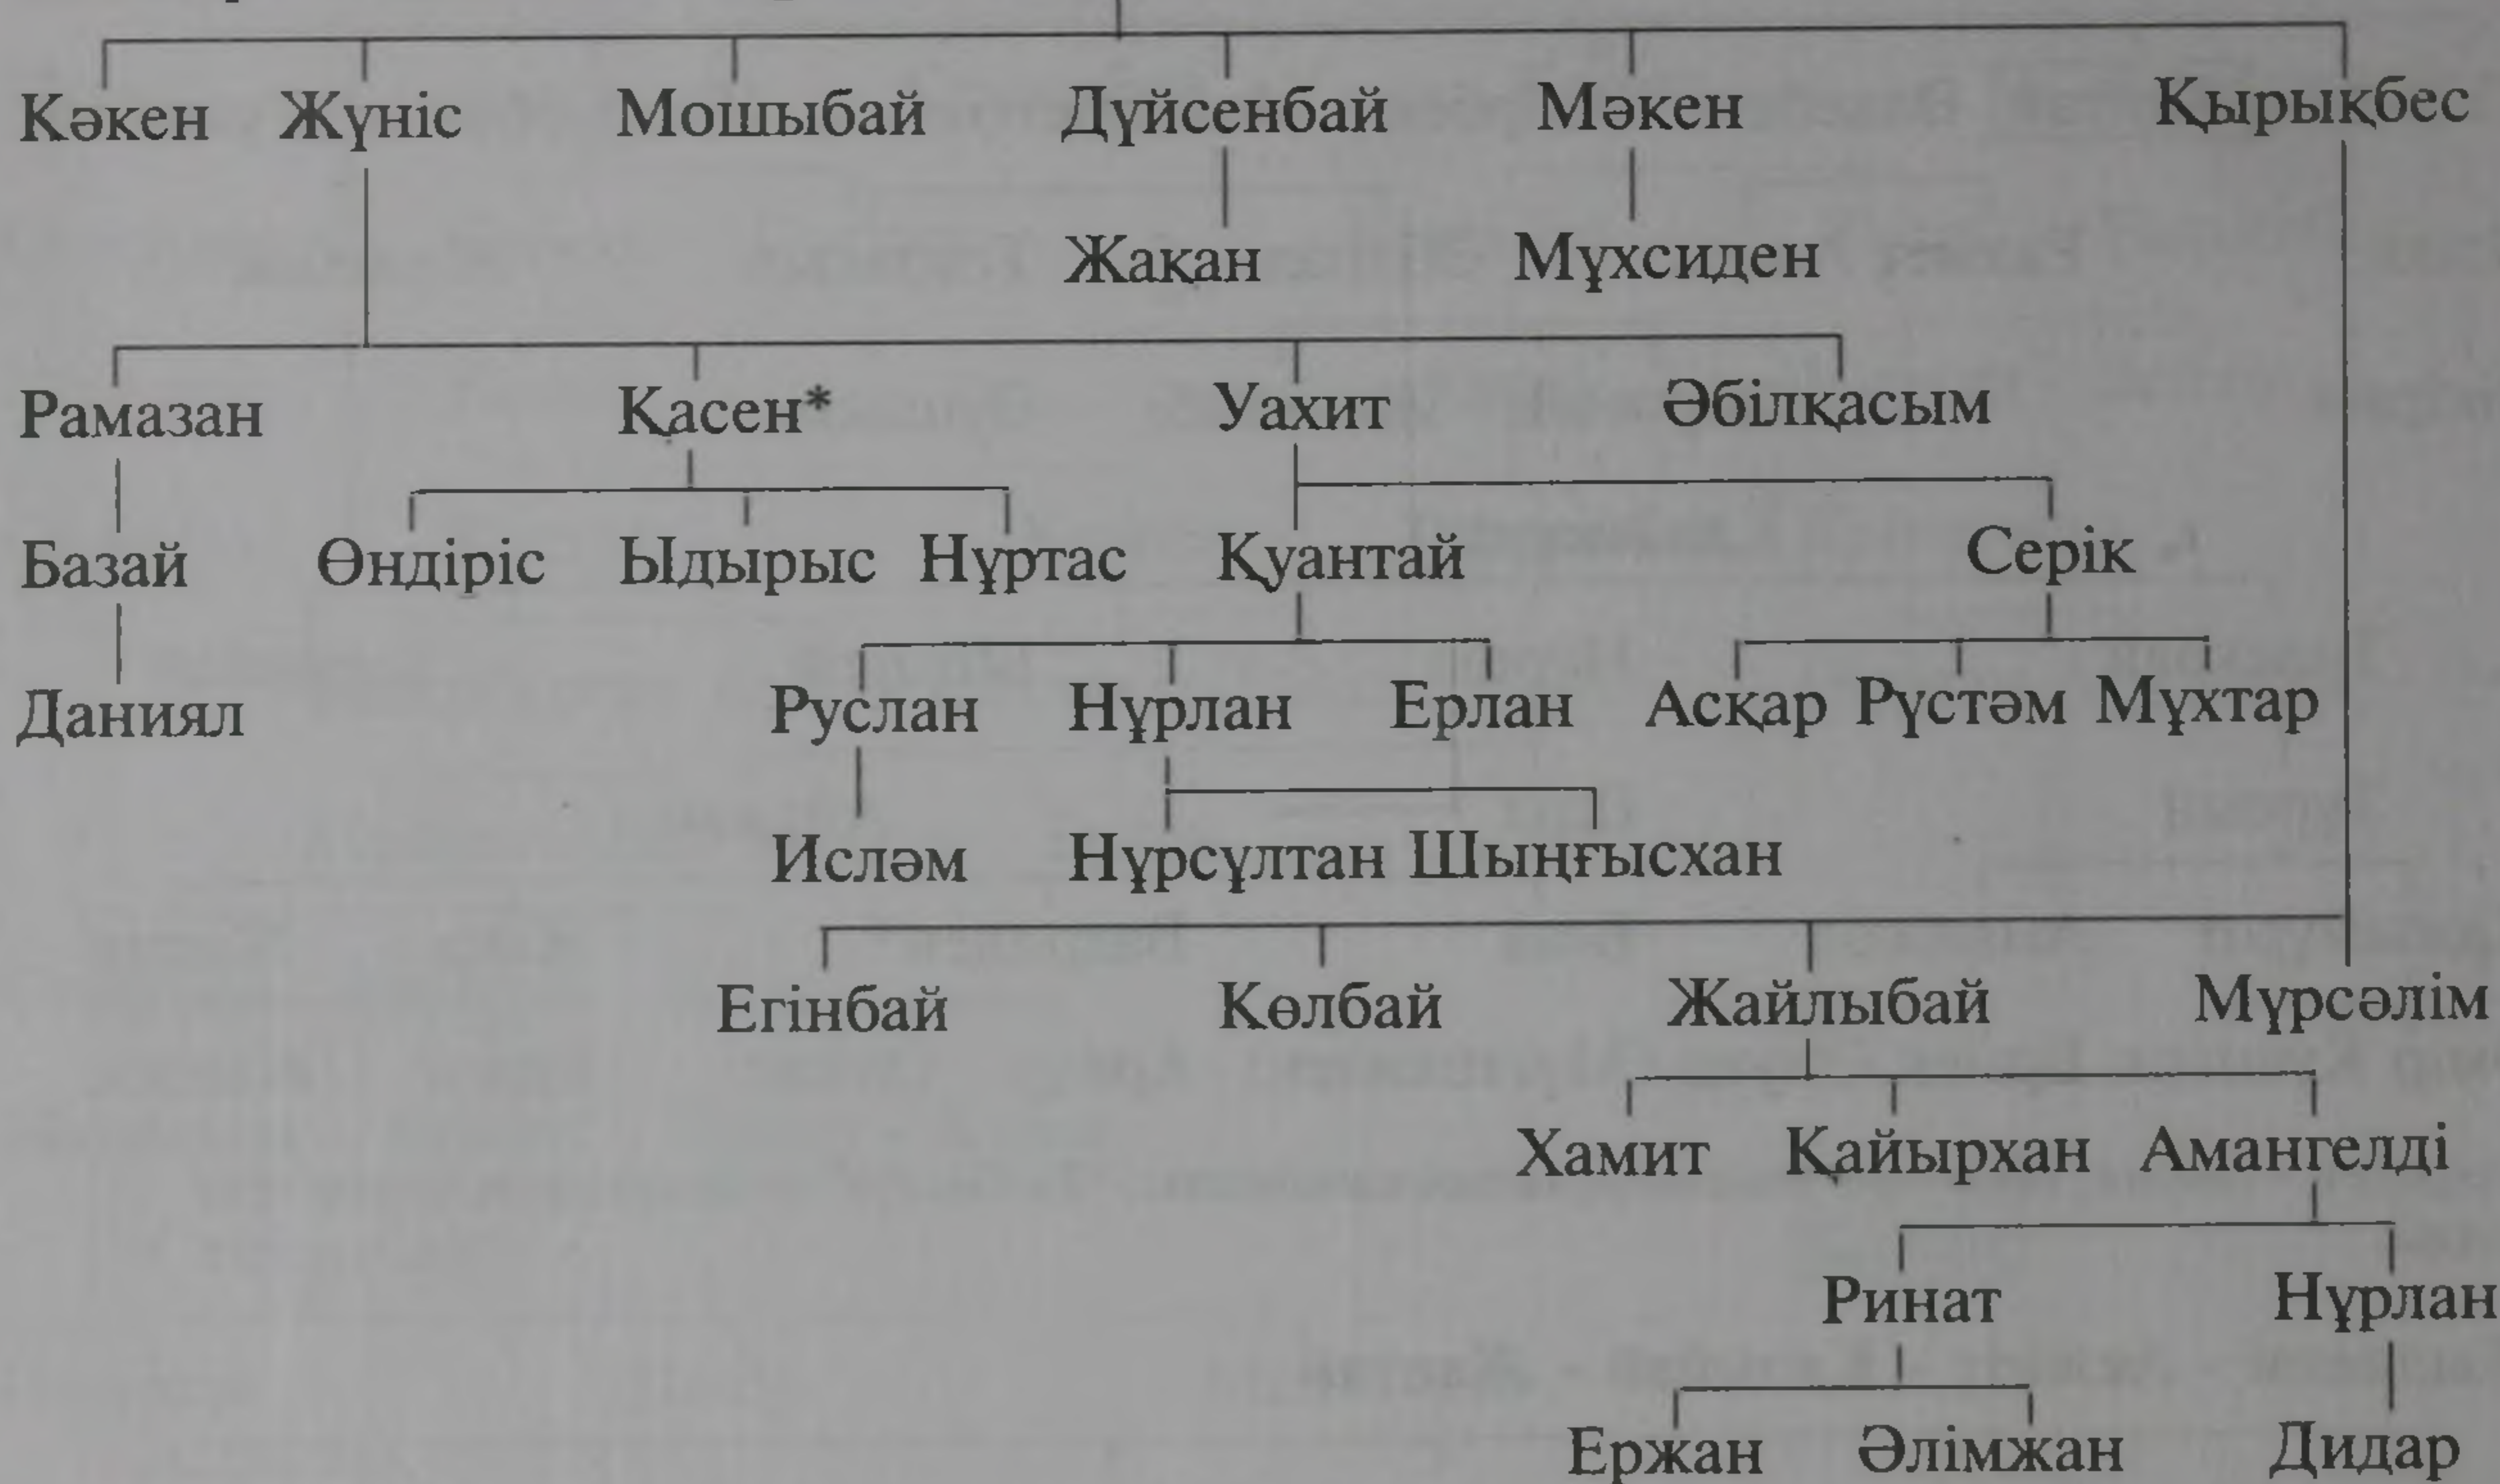 Кәкен Жүніс Мошыбай Дүйсенбай Мәкен Қырықбес
Жақан Мұхсиден
Рамазан Қасен* Уахит Әбілқасым
Базай Өндіріс Ыдырыс Нұртас Қуантай Серік
Даниял Руслан Нұрлан Ерлан Асқар Рүстәм Мұхтар
Исләм Нұрсұлтан Шыңғысхан
Егінбай Көлбай Жайлыбай Мүрсәлім
Хамит Қайырхан Амангелді
Ринат Нұрлан
Ержан Әлімжан Дидар